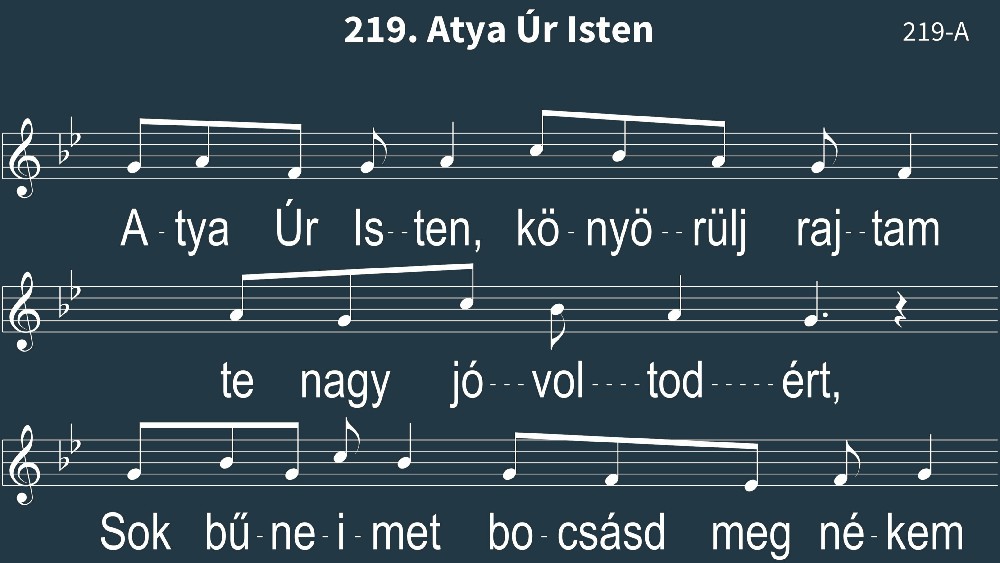 219. Atya Úr Isten
219-A
A - tya Úr Is - - ten, kö - nyö - - rülj raj - - tam
te nagy jó - - - vol - - - - tod - - - - - ért,
Sok bű - ne - i - met bo - csásd meg né - kem